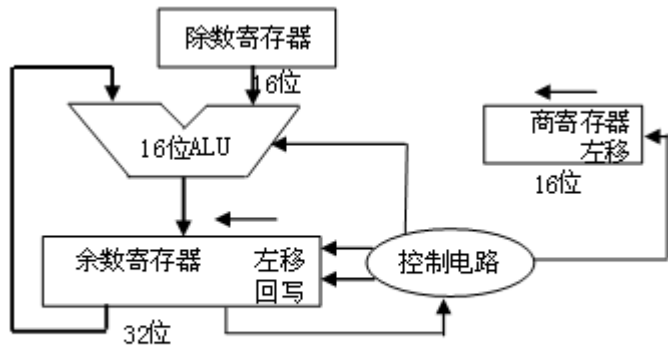 除数寄存器
16位
16位ALU
商寄存器
左移
16位
余数寄存器 左移
回写
控制电路
32位